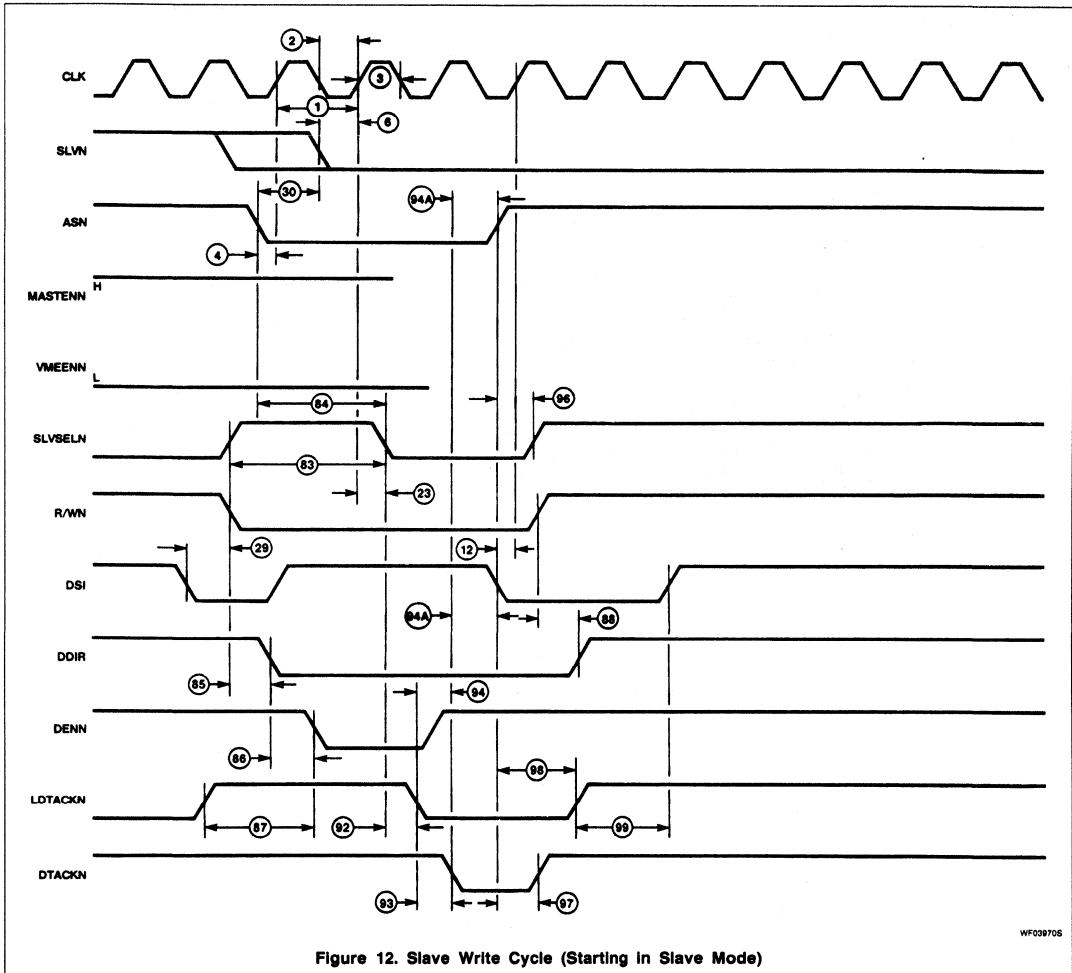 2
CLK
3
1
6
SLVN
30
94A
ASN
4
H
MASTENN
VMEENN
L
84
96
SLVSELN
83
23
R/WN
12
29
DSI
94A
88
DDIR
85
94
DENN
86
98
LDTACKN
87
92
99
DTACKN
93
97
WF03970S
Figure 12. Slave Write Cycle (Starting in Slave Mode)